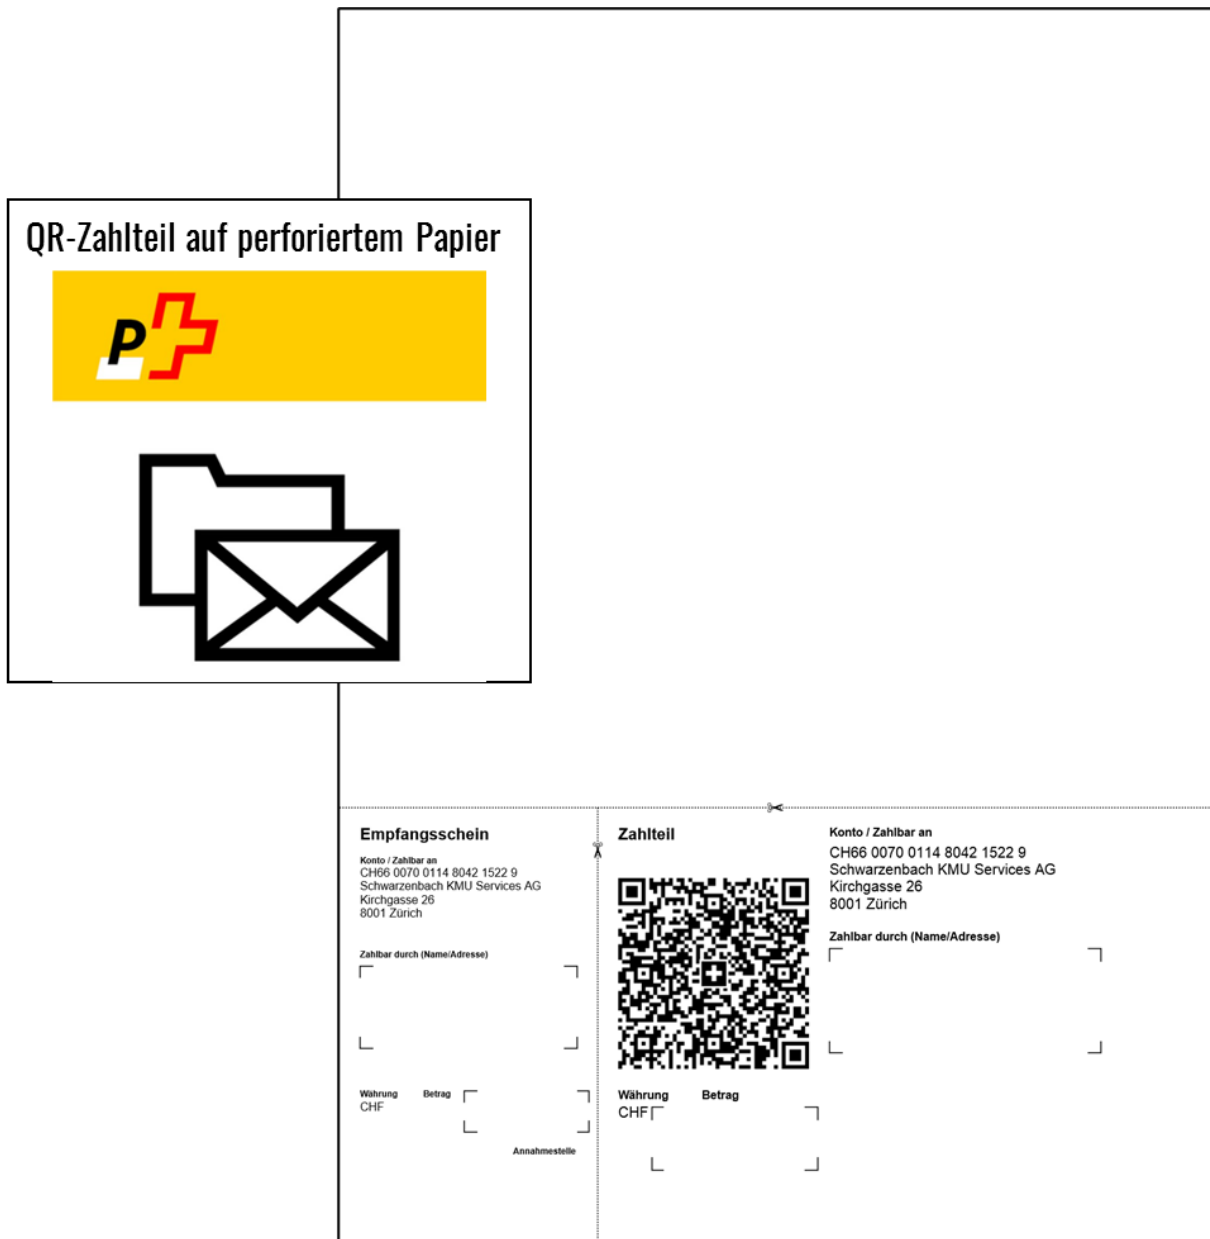 QR-Zahlteil auf perforiertem Papier
P
Empfangsschein
Konto / Zahlbar an
CH66 0070 0114 8042 1522 9
Schwarzenbach KMU Services AG
Kirchgasse 26
8001 Zürich
Zahlbar durch (Name/Adresse)
Währung Betrag
CHF
Annahmestelle
Zahlteil
Währung Betrag
CHF
Konto / Zahlbar an
CH66 0070 0114 8042 1522 9
Schwarzenbach KMU Services AG
Kirchgasse 26
8001 Zürich
Zahlbar durch (Name/Adresse)